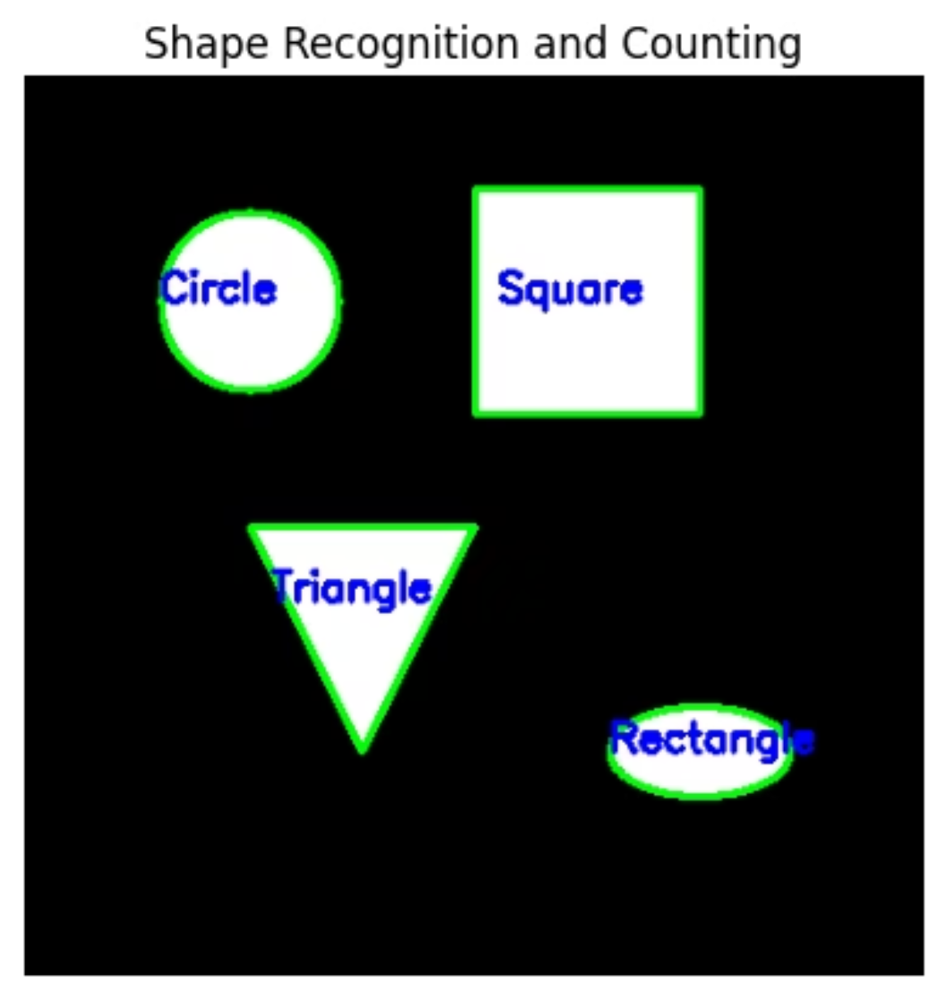 Shape Recognition and Counting
Circle
Square
Triangle
Rectangle